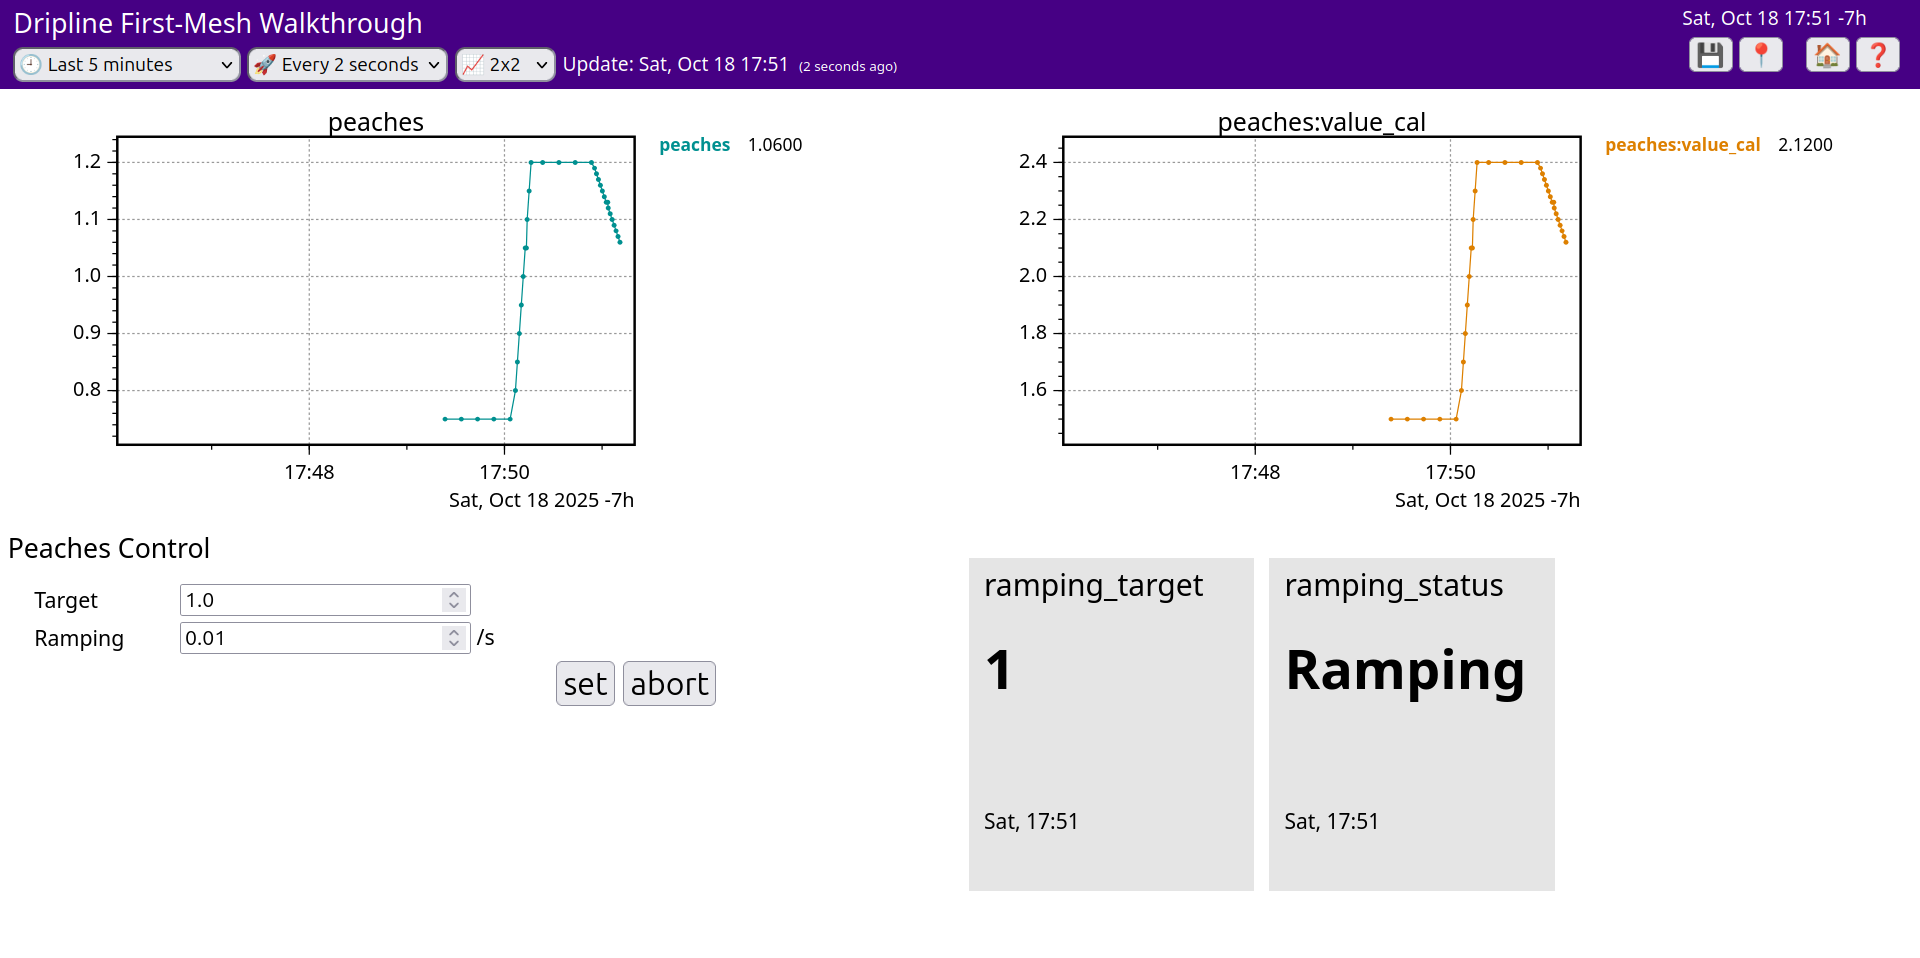 Dripline First-Mesh Walkthrough
Sat, Oct 18 17:51 -7h
Last 5 minutes
Every 2 seconds
2x2
Update: Sat, Oct 18 17:51 (2 seconds ago)
peaches
peaches 1.0600
1.2
1.1
1.0
0.9
0.8
17:48
17:50
Sat, Oct 18 2025 -7h
peaches:value_cal
peaches:value_cal 2.1200
2.4
2.2
2.0
1.8
1.6
17:48
17:50
Sat, Oct 18 2025 -7h
Peaches Control
Target 1.0
Ramping 0.01 /s
set abort
ramping_target
1
Sat, 17:51
ramping_status
Ramping
Sat, 17:51